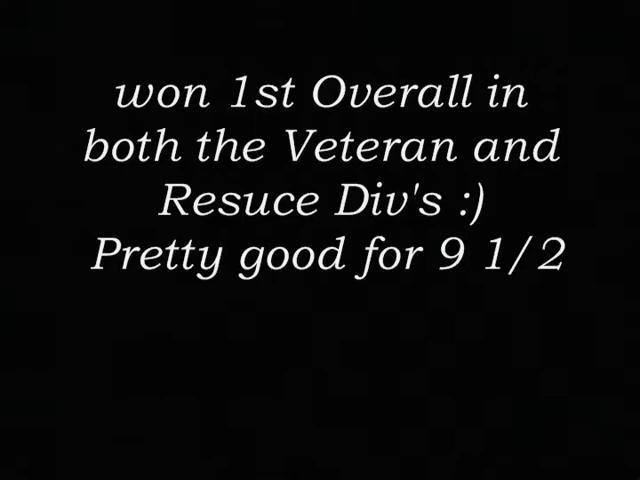 won 1st Overall in
both the Veteran and
Resuce Div's :)
Pretty good for 9 1/2